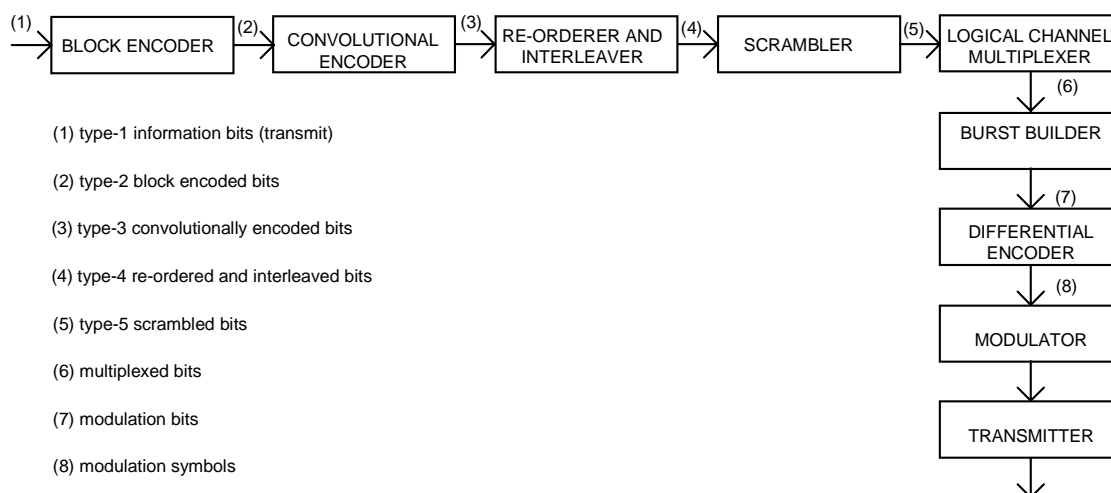 (1)
BLOCK ENCODER
(2)
CONVOLUTIONAL
ENCODER
(3)
RE-ORDERER AND
INTERLEAVER
(4)
SCRAMBLER
(5)
LOGICAL CHANNEL
MULTIPLEXER
(6)
BURST BUILDER
(7)
DIFFERENTIAL
ENCODER
(8)
MODULATOR
TRANSMITTER
(1) type-1 information bits (transmit)
(2) type-2 block encoded bits
(3) type-3 convolutionally encoded bits
(4) type-4 re-ordered and interleaved bits
(5) type-5 scrambled bits
(6) multiplexed bits
(7) modulation bits
(8) modulation symbols